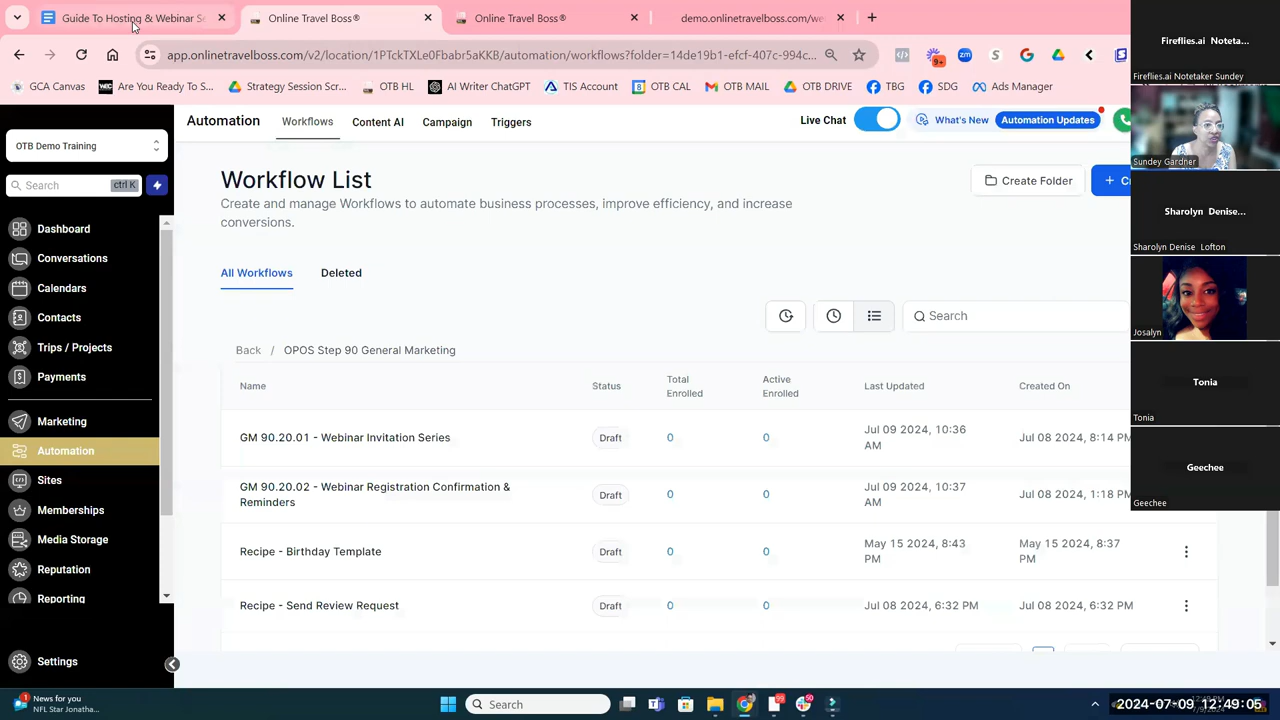 Guide To Hosting & Webinar Se
Online Travel Boss®
Online Travel Boss®
demo.onlinetravelboss.com/we
app.onlinetravelboss.com/v2/location/1PTckTXLe0Fbabr5aKKB/automation/workflows?folder=14de19b1-efcf-407c-994c...
9+
zm
GCA Canvas
Are You Ready To S...
Strategy Session Scr...
OTB HL
AI Writer ChatGPT
TIS Account
OTB CAL
OTB MAIL
OTB DRIVE
TBG
SDG
Ads Manager
OTB Demo Training
Search
ctrl K
Dashboard
Conversations
Calendars
Contacts
Trips / Projects
Payments
Marketing
Automation
Sites
Memberships
Media Storage
Reputation
Reporting
Settings
Automation
Workflows
Content AI
Campaign
Triggers
Live Chat
What's New
Automation Updates
Workflow List
Create and manage Workflows to automate business processes, improve efficiency, and increase
conversions.
Create Folder
+ Cr
All Workflows
Deleted
Search
Back / OPOS Step 90 General Marketing
Name
Status
Total
Enrolled
Active
Enrolled
Last Updated
Created On
GM 90.20.01 - Webinar Invitation Series
Draft
0
0
Jul 09 2024, 10:36
AM
Jul 08 2024, 8:14 PM
GM 90.20.02 - Webinar Registration Confirmation &
Reminders
Draft
0
0
Jul 09 2024, 10:37
AM
Jul 08 2024, 1:18 PM
Recipe - Birthday Template
Draft
0
0
May 15 2024, 8:43
PM
May 15 2024, 8:37
PM
Recipe - Send Review Request
Draft
0
0
Jul 08 2024, 6:32 PM
Jul 08 2024, 6:32 PM
Fireflies.ai Noteta...
Fireflies.ai Notetaker Sundey
Sundey Gardner
Sharolyn Denise...
Sharolyn Denise Lofton
Josalyn
Tonia
Tonia
Geechee
Geechee
1
News for you
NFL Star Jonatha...
Search
99
50
2024-07-09 12:49:05